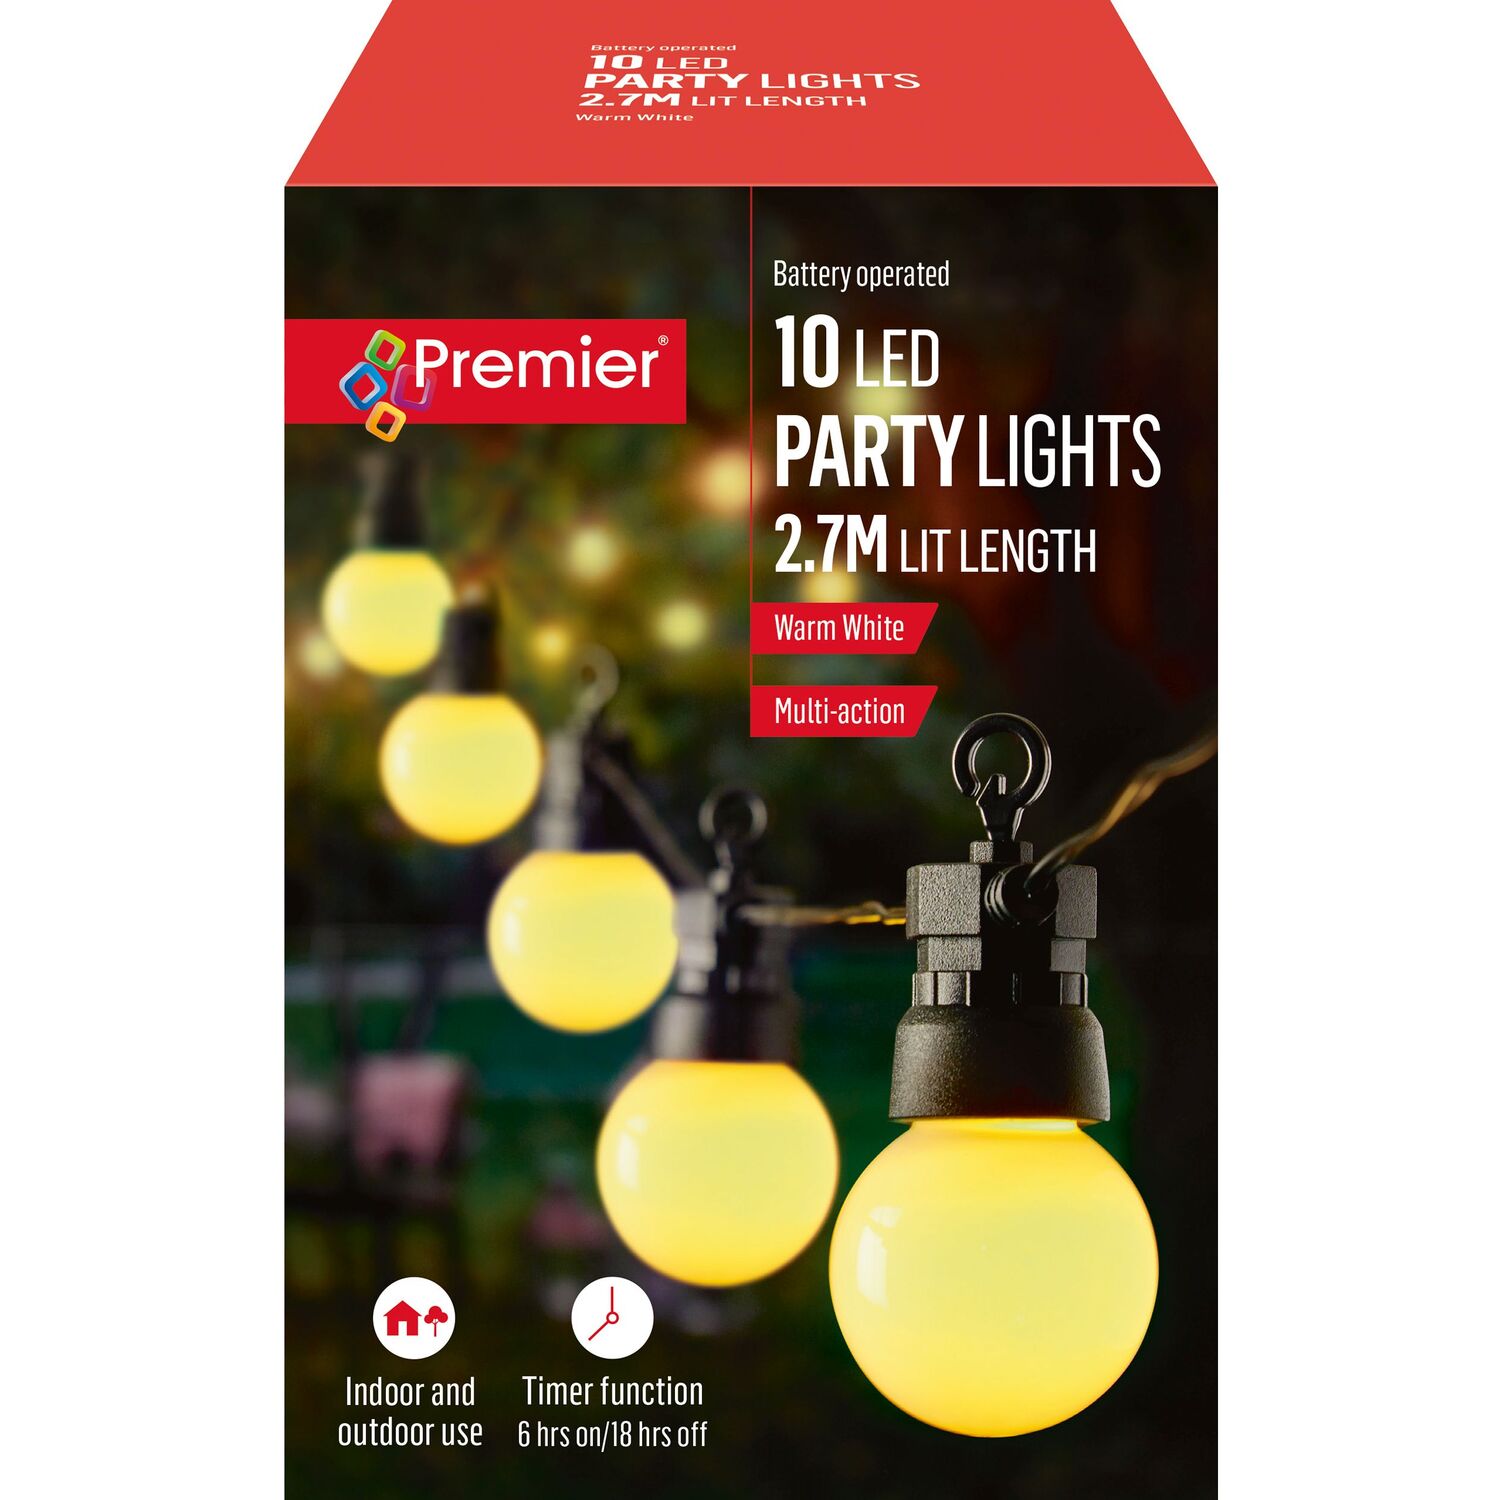 Battery operated
10 LED
PARTY LIGHTS
2.7M LIT LENGTH
Warm White
Premier®
Battery operated
10 LED
PARTY LIGHTS
2.7M LIT LENGTH
Warm White
Multi-action
Indoor and
outdoor use
Timer function
6 hrs on/18 hrs off